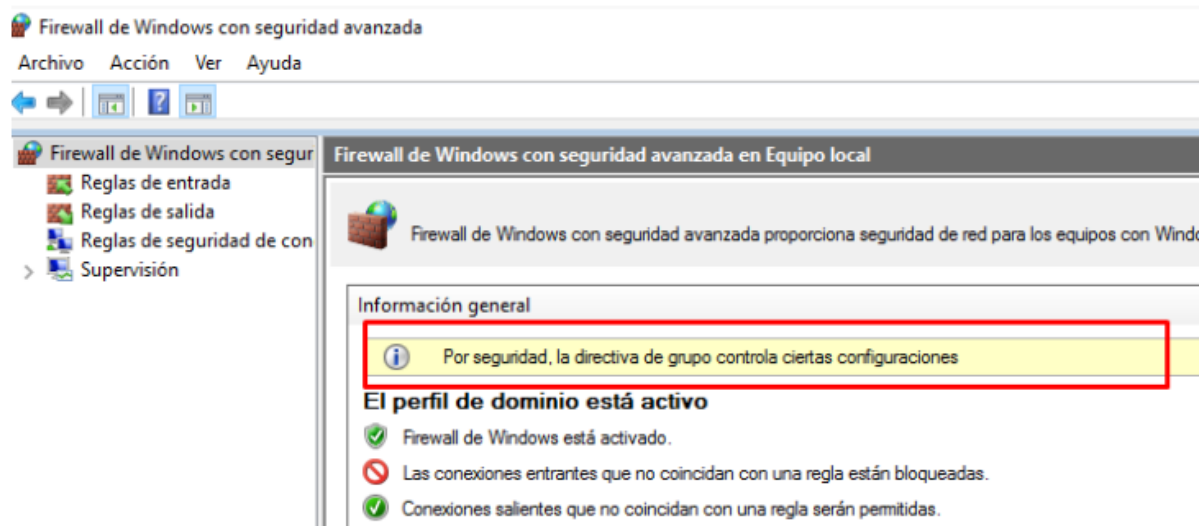 Firewall de Windows con seguridad avanzada
Archivo Acción Ver Ayuda
Firewall de Windows con segur
Reglas de entrada
Reglas de salida
Reglas de seguridad de con
Supervisión
Firewall de Windows con seguridad avanzada en Equipo local
Firewall de Windows con seguridad avanzada proporciona seguridad de red para los equipos con Windo
Información general
Por seguridad, la directiva de grupo controla ciertas configuraciones
El perfil de dominio está activo
Firewall de Windows está activado.
Las conexiones entrantes que no coincidan con una regla están bloqueadas.
Conexiones salientes que no coincidan con una regla serán permitidas.